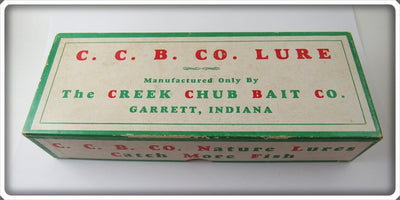 C. C. B. CO. LURE
Manufactured Only By
The CREEK CHUB BAIT CO.
GARRETT, INDIANA
C. C. B. CO. Nature Lures
Catch More Fish